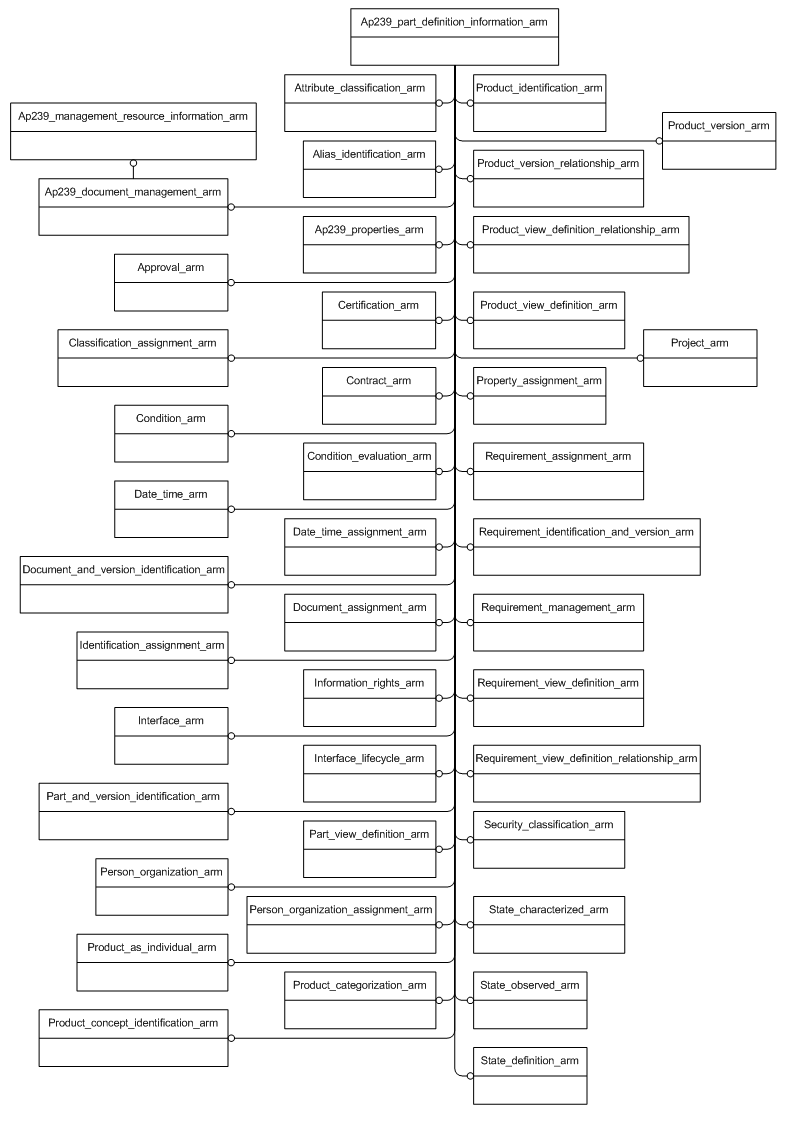 Ap239_part_definition_information_arm
Attribute_classification_arm
Product_identification_arm
Ap239_management_resource_information_arm
Product_version_arm
Alias_identification_arm
Product_version_relationship_arm
Ap239_document_management_arm
Ap239_properties_arm
Product_view_definition_relationship_arm
Approval_arm
Certification_arm
Product_view_definition_arm
Classification_assignment_arm
Project_arm
Contract_arm
Property_assignment_arm
Condition_arm
Condition_evaluation_arm
Requirement_assignment_arm
Date_time_arm
Date_time_assignment_arm
Requirement_identification_and_version_arm
Document_and_version_identification_arm
Document_assignment_arm
Requirement_management_arm
Identification_assignment_arm
Information_rights_arm
Requirement_view_definition_arm
Interface_arm
Interface_lifecycle_arm
Requirement_view_definition_relationship_arm
Part_and_version_identification_arm
Part_view_definition_arm
Security_classification_arm
Person_organization_arm
Person_organization_assignment_arm
State_characterized_arm
Product_as_individual_arm
Product_categorization_arm
State_observed_arm
Product_concept_identification_arm
State_definition_arm